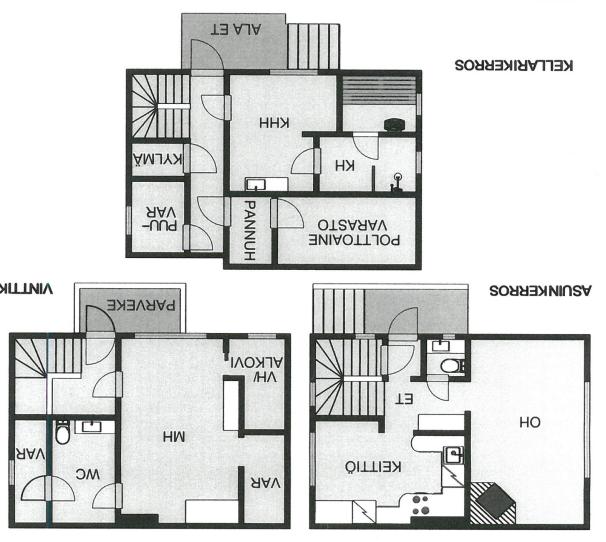 KEITTIÖ
OH
ET
ASUINKERROS
VAR
MH
WC
VAR
VH/
ALKOVI
PARVEKE
VINTTIK
POLTTOAINE
VARASTO
PANNUH
PUU-
VAR
KH
KYLMÄ
KHH
KELLARIKERROS
ALA ET